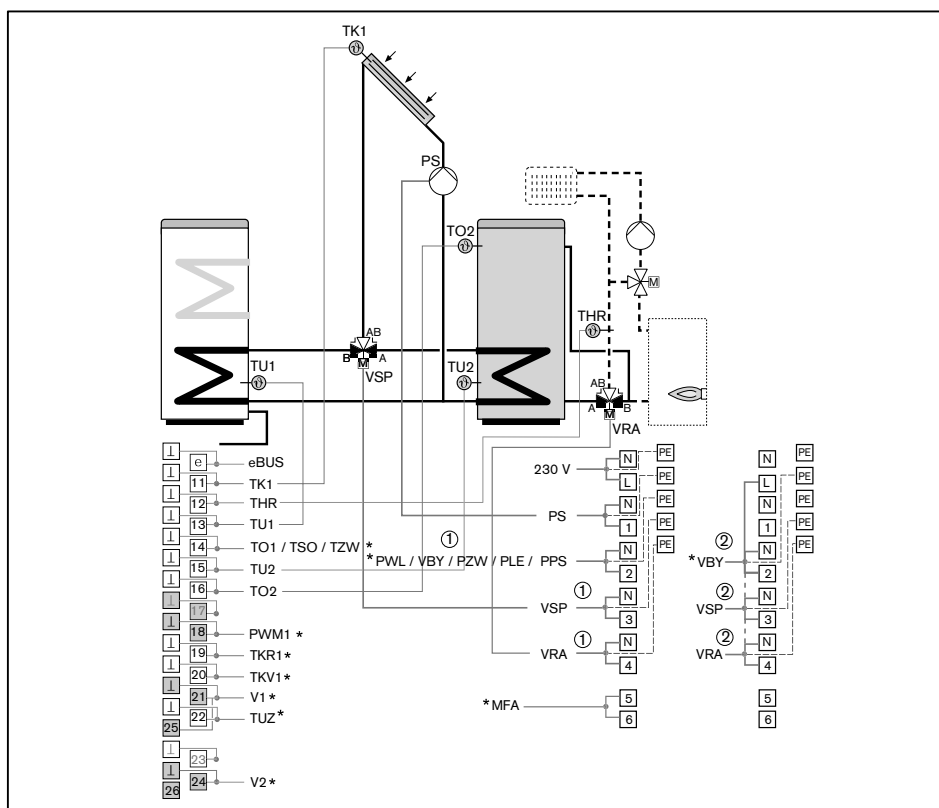 TK1
PS
TO2
THR
AB
B A
M
VSP
TU1
TU2
M
AB
A B
M
VRA
⊥ e eBUS
⊥ 11 TK1
⊥ 12 THR
⊥ 13 TU1
⊥ 14 TO1 / TSO / TZW *
⊥ 15 TU2
⊥ 16 TO2
⊥ 17
⊥ 18 PWM1 *
⊥ 19 TKR1*
⊥ 20 TKV1*
⊥ 21 V1*
⊥ 22 TUZ*
25
⊥ 23
⊥ 24 V2*
26
230 V N PE
L PE
PS N PE
1 PE
①
*PWL / VBY / PZW / PLE / PPS N PE
2
VSP ① N
3
VRA ① N
4
*MFA 5
6
N PE
L PE
N PE
1 PE
②
*VBY N PE
2
②
VSP N
3
②
VRA N
4
5
6